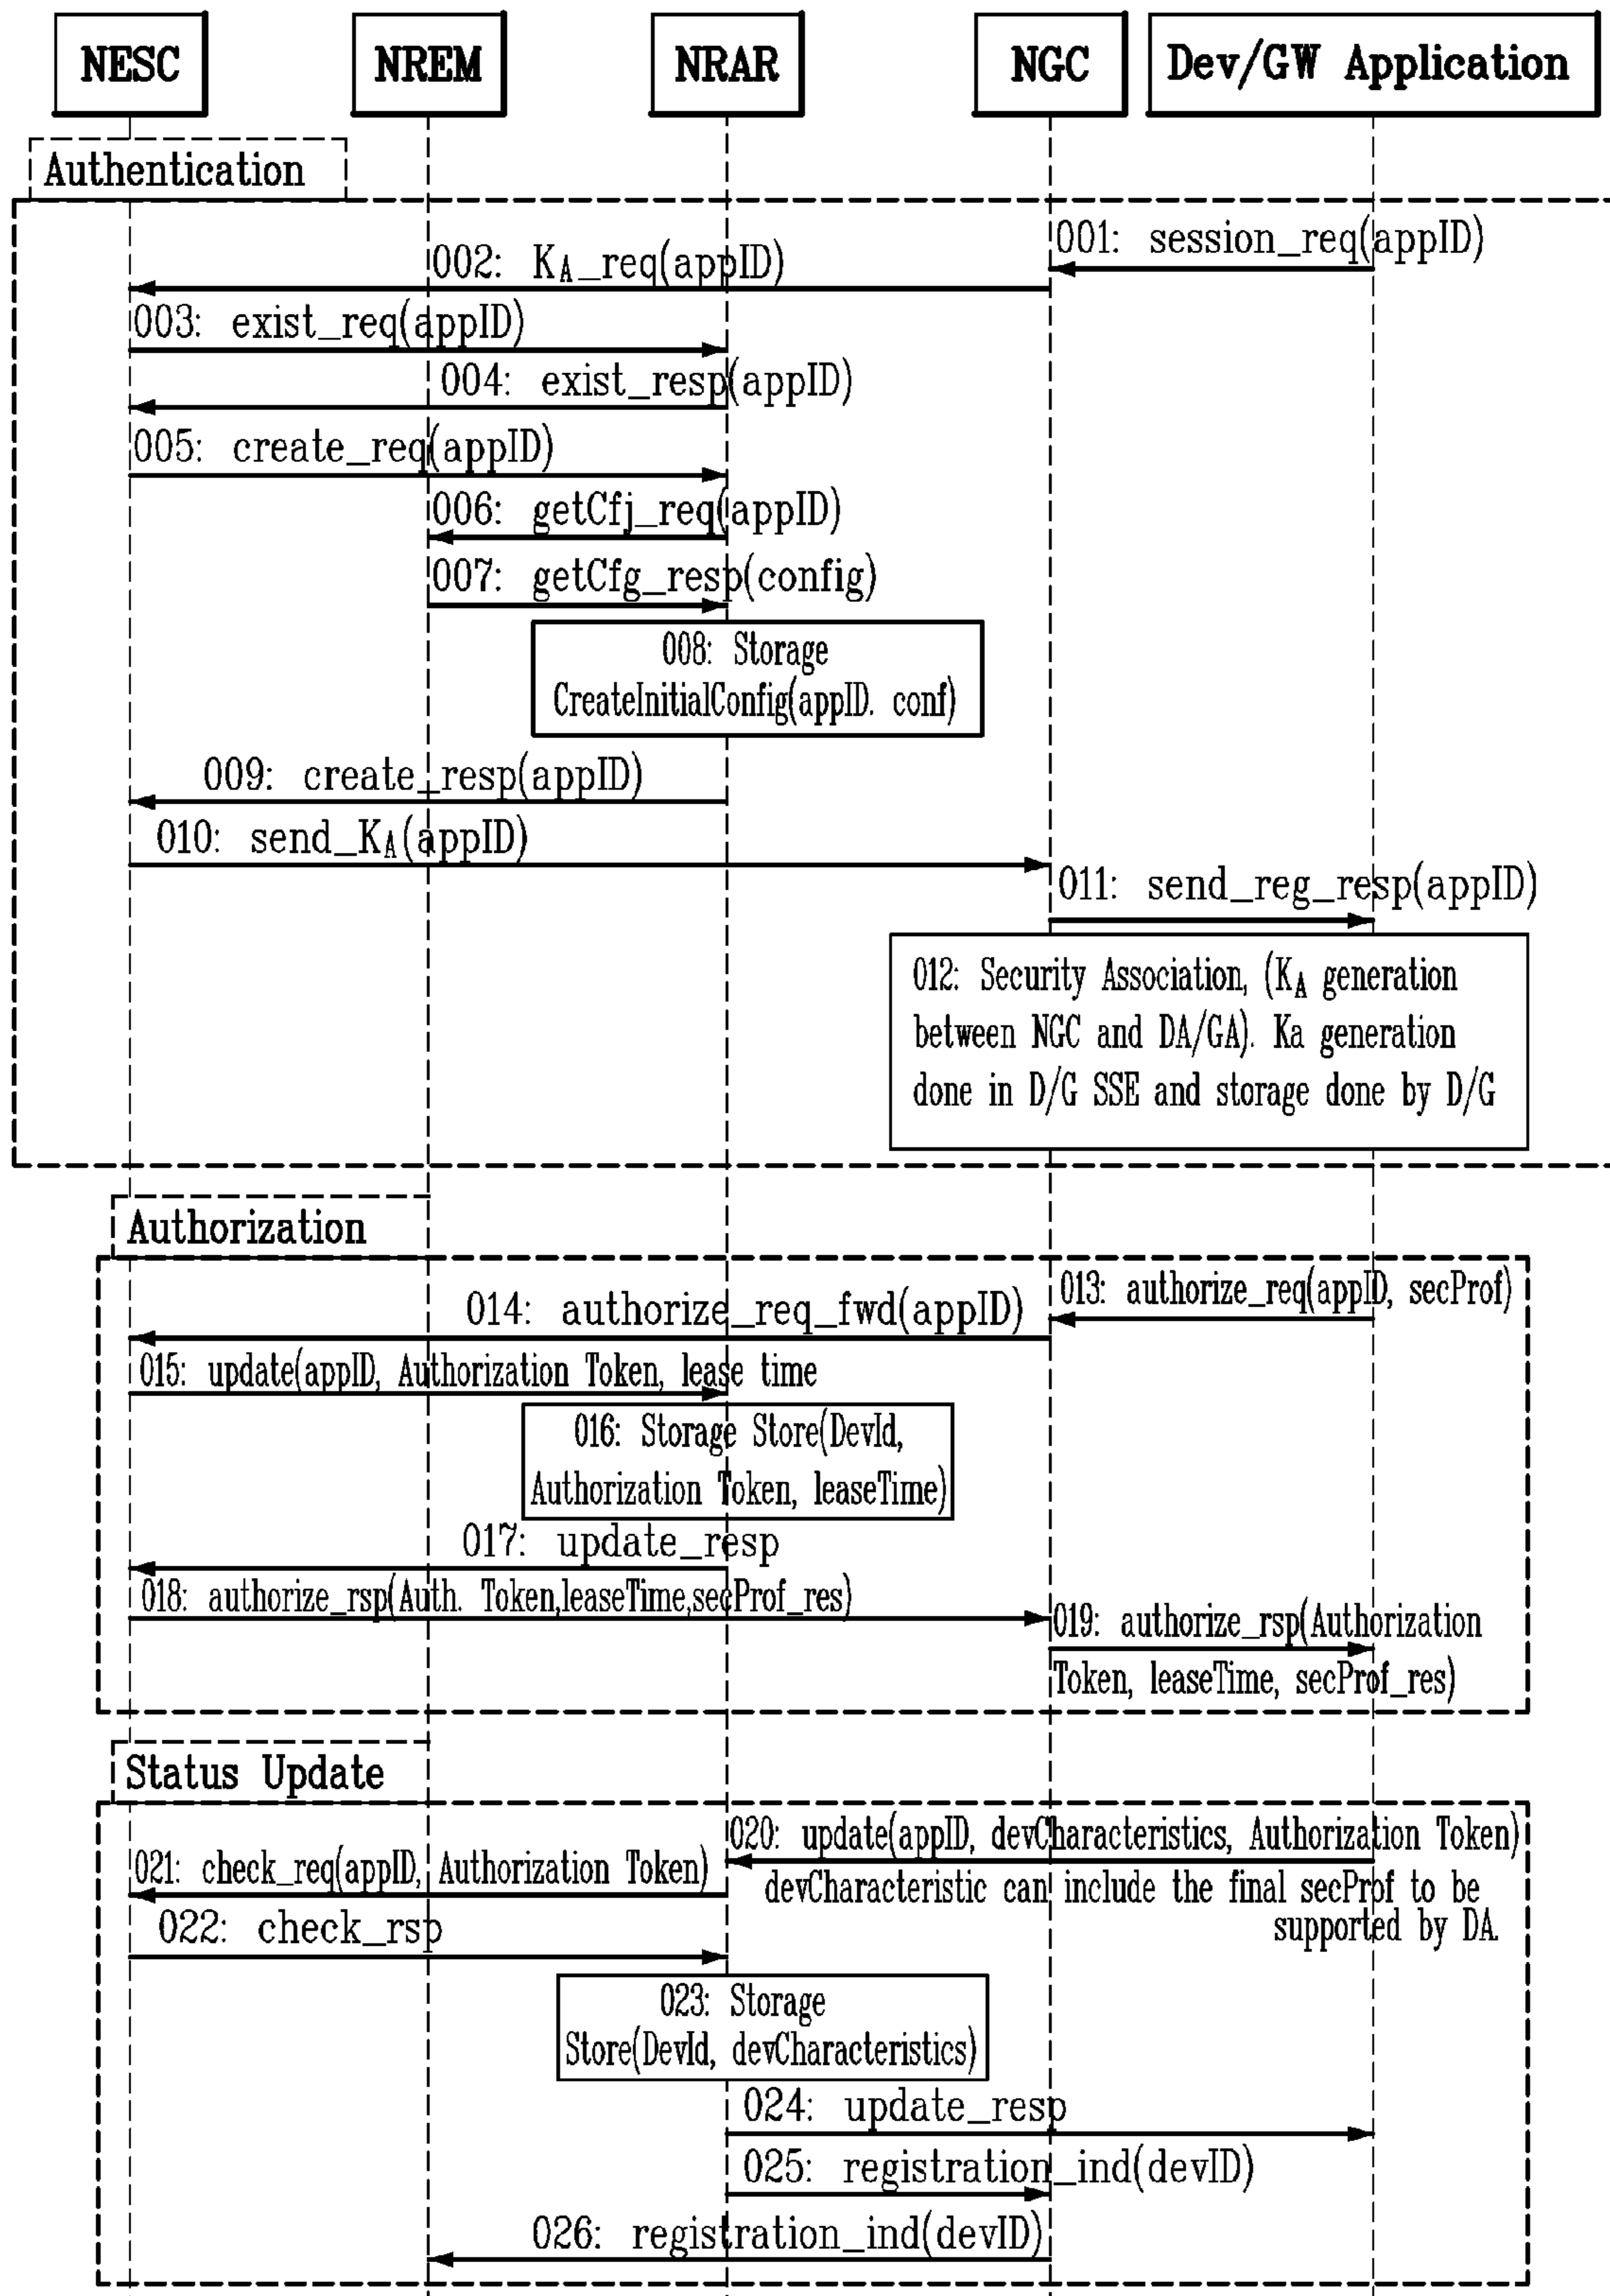 NESC NREM NRAR NGC Dev/GW Application
Authentication
001: session_req(appID)
002: KA_req(appID)
003: exist_req(appID)
004: exist_resp(appID)
005: create_req(appID)
006: getCfj_req(appID)
007: getCfg_resp(config)
008: Storage
CreateInitialConfig(appID. conf)
009: create_resp(appID)
010: send_KA(appID)
011: send_reg_resp(appID)
012: Security Association, (KA generation
between NGC and DA/GA). Ka generation
done in D/G SSE and storage done by D/G
Authorization
013: authorize_req(appID, secProf)
014: authorize_req_fwd(appID)
015: update(appID, Authorization Token, lease time
016: Storage Store(DevId,
Authorization Token, leaseTime)
017: update_resp
018: authorize_rsp(Auth. Token,leaseTime,secProf_res)
019: authorize_rsp(Authorization
Token, leaseTime, secProf_res)
Status Update
020: update(appID, devCharacteristics, Authorization Token)
021: check_req(appID, Authorization Token)
devCharacteristic can include the final secProf to be
supported by DA.
022: check_rsp
023: Storage
Store(DevId, devCharacteristics)
024: update_resp
025: registration_ind(devID)
026: registration_ind(devID)